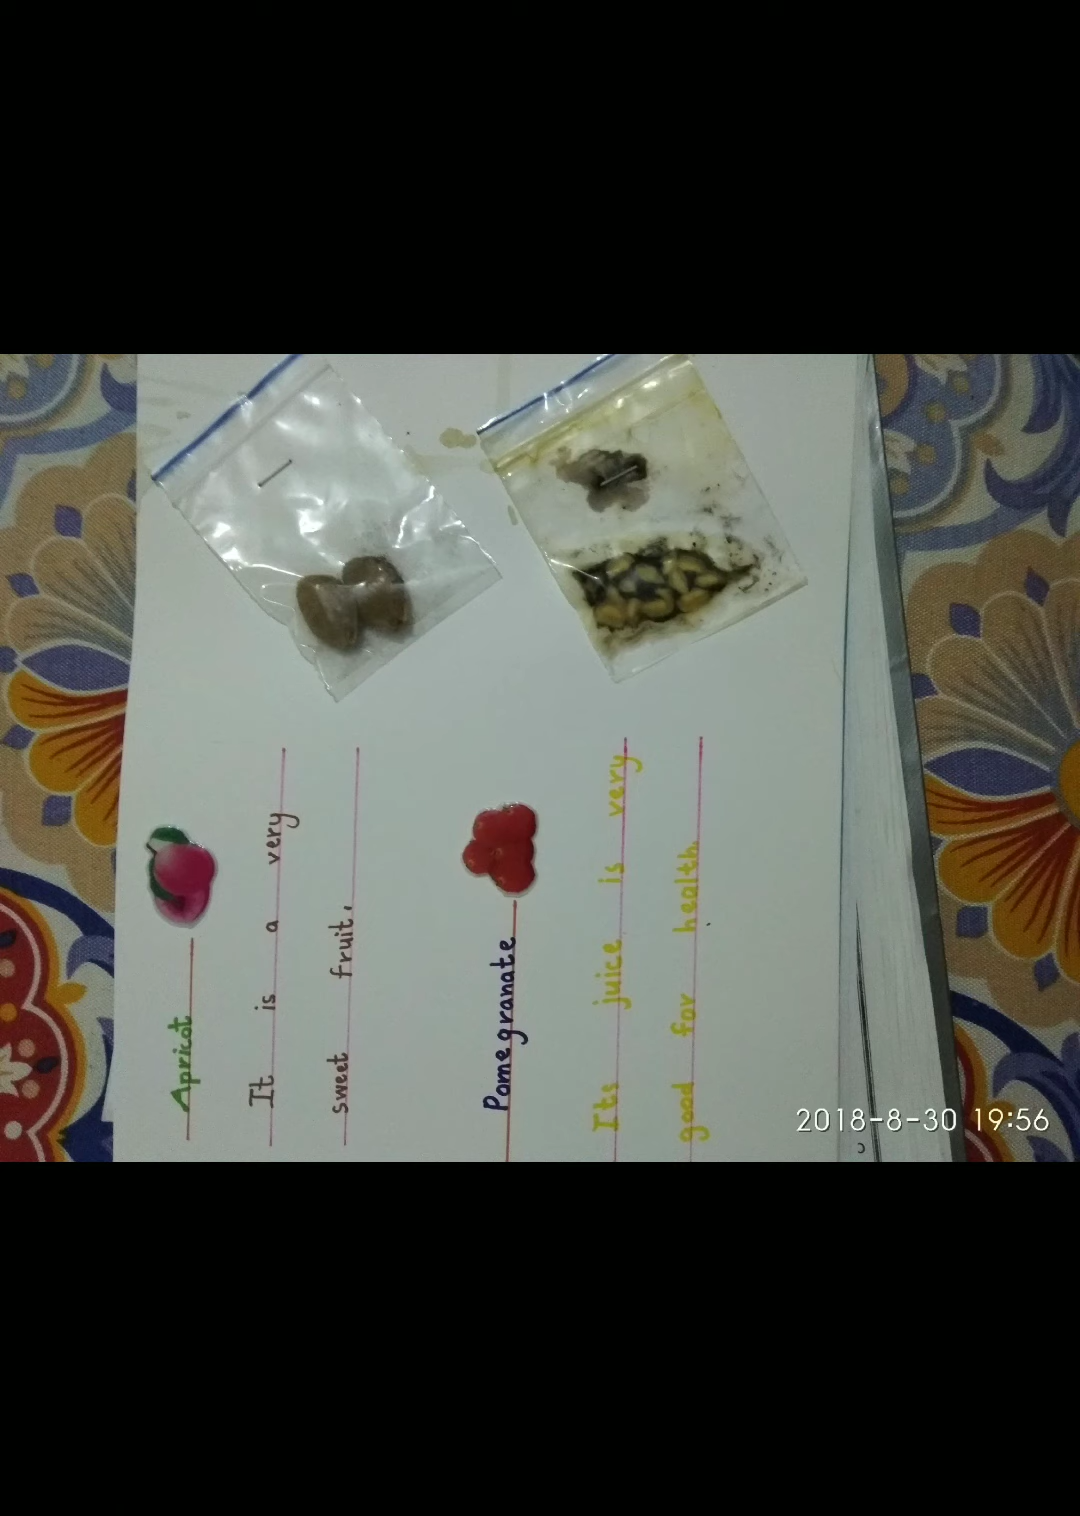 Apricot
It is a very
sweet fruit.
Pomegranate
Its juice is very
good for health.
2018-8-30 19:56